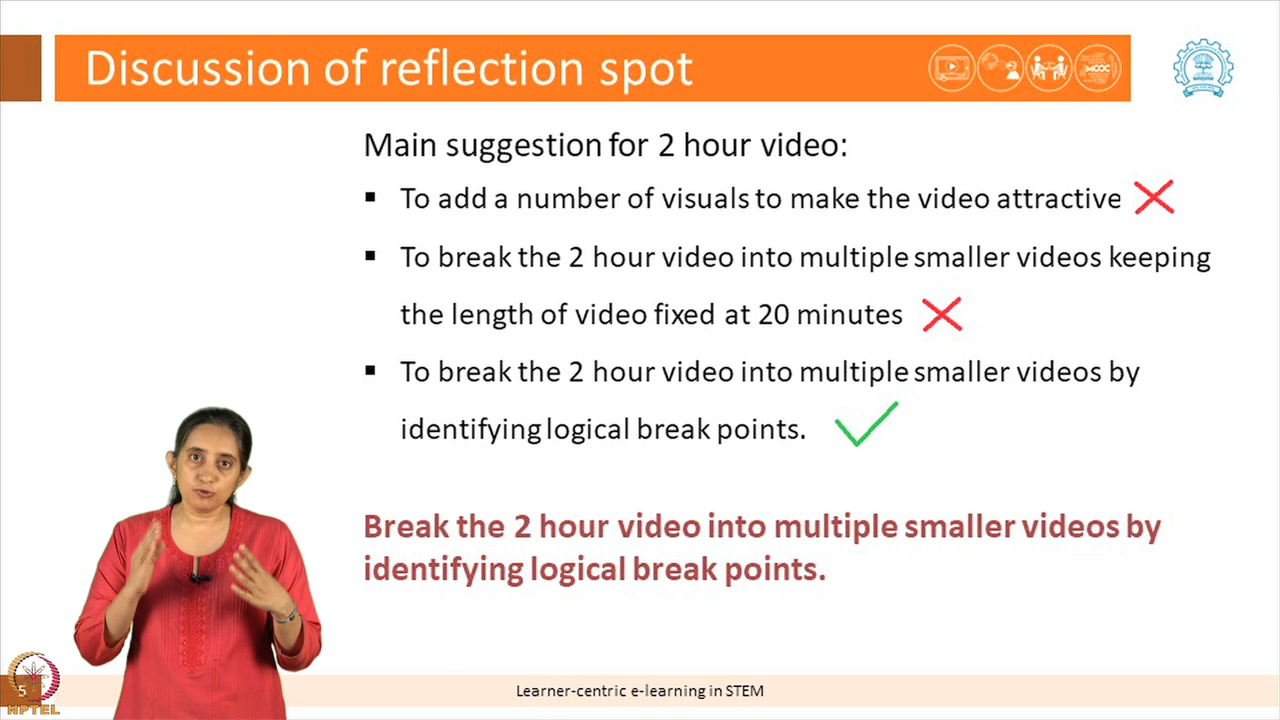 Discussion of reflection spot
MOOC
Main suggestion for 2 hour video:
▪ To add a number of visuals to make the video attractive
▪ To break the 2 hour video into multiple smaller videos keeping
the length of video fixed at 20 minutes
▪ To break the 2 hour video into multiple smaller videos by
identifying logical break points.
Break the 2 hour video into multiple smaller videos by
identifying logical break points.
5
NPTEL
Learner-centric e-learning in STEM